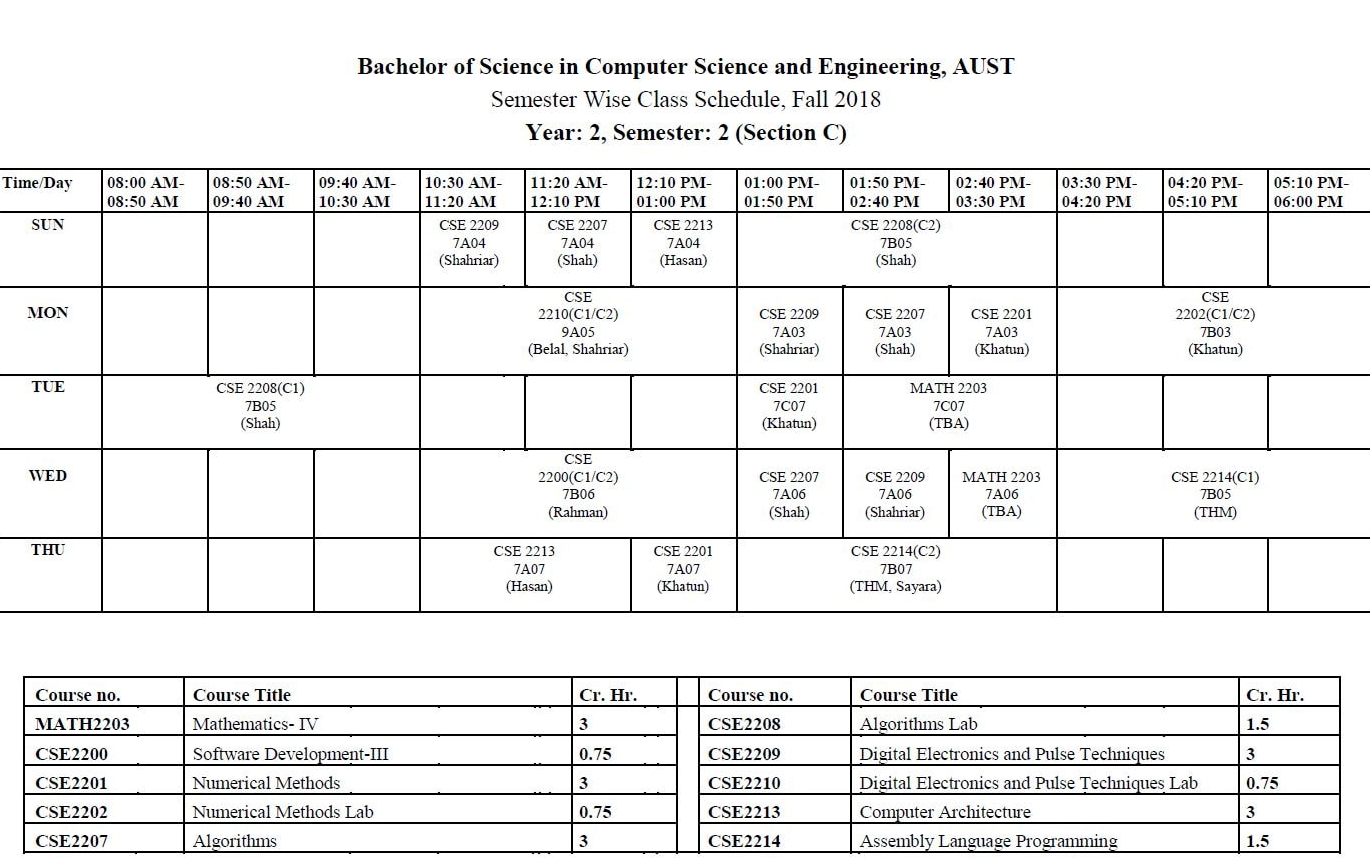 Bachelor of Science in Computer Science and Engineering, AUST
Semester Wise Class Schedule, Fall 2018
Year: 2, Semester: 2 (Section C)
Time/Day 08:00 AM- 08:50 AM- 09:40 AM- 10:30 AM- 11:20 AM- 12:10 PM- 01:00 PM- 01:50 PM- 02:40 PM- 03:30 PM- 04:20 PM- 05:10 PM-
08:50 AM 09:40 AM 10:30 AM 11:20 AM 12:10 PM 01:00 PM 01:50 PM 02:40 PM 03:30 PM 04:20 PM 05:10 PM 06:00 PM
SUN CSE 2209 CSE 2207 CSE 2213 CSE 2208(C2)
7A04 7A04 7A04 7B05
(Shahriar) (Shah) (Hasan) (Shah)
CSE CSE
MON 2210(C1/C2) CSE 2209 CSE 2207 CSE 2201 2202(C1/C2)
9A05 7A03 7A03 7A03 7B03
(Belal, Shahriar) (Shahriar) (Shah) (Khatun) (Khatun)
TUE CSE 2208(C1) CSE 2201 MATH 2203
7B05 7C07 7C07
(Shah) (Khatun) (TBA)
CSE
WED 2200(C1/C2) CSE 2207 CSE 2209 MATH 2203 CSE 2214(C1)
7B06 7A06 7A06 7A06 7B05
(Rahman) (Shah) (Shahriar) (TBA) (THM)
THU CSE 2213 CSE 2201 CSE 2214(C2)
7A07 7A07 7B07
(Hasan) (Khatun) (THM, Sayara)
Course no. Course Title Cr. Hr. Course no. Course Title Cr. Hr.
MATH2203 Mathematics- IV 3 CSE2208 Algorithms Lab 1.5
CSE2200 Software Development-III 0.75 CSE2209 Digital Electronics and Pulse Techniques 3
CSE2201 Numerical Methods 3 CSE2210 Digital Electronics and Pulse Techniques Lab 0.75
CSE2202 Numerical Methods Lab 0.75 CSE2213 Computer Architecture 3
CSE2207 Algorithms 3 CSE2214 Assembly Language Programming 1.5